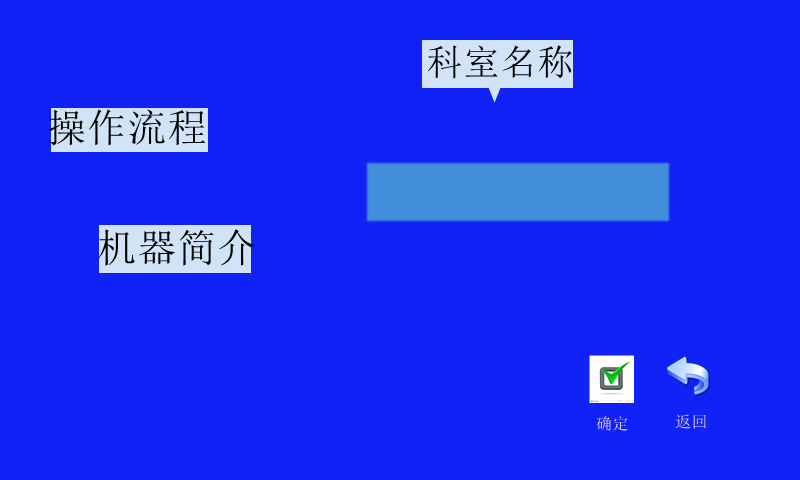 科室名称
操作流程
机器简介
确定
返回